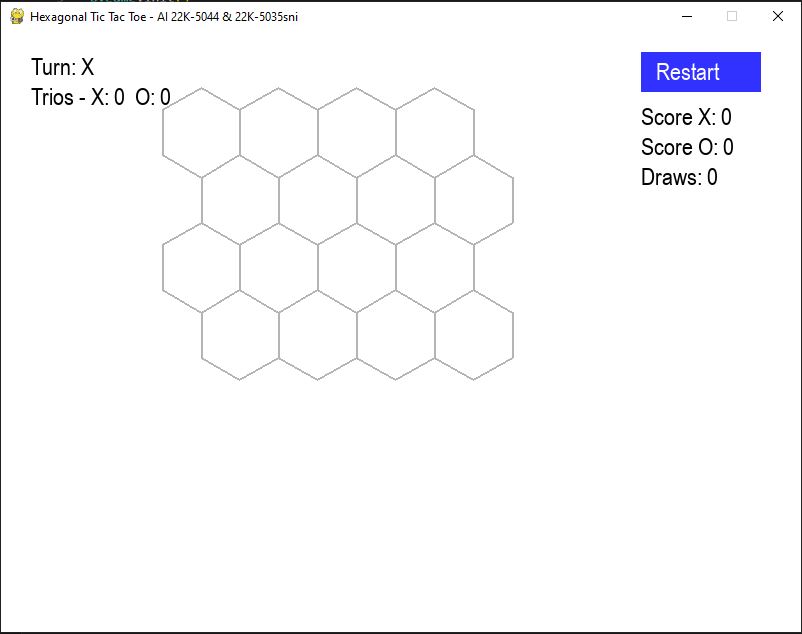 Hexagonal Tic Tac Toe - AI 22K-5044 & 22K-5035sni
Turn: X
Trios - X: 0  O: 0
Restart
Score X: 0
Score O: 0
Draws: 0